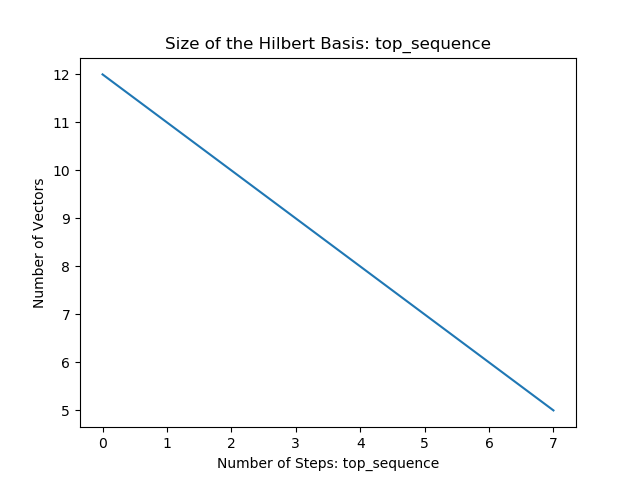 Size of the Hilbert Basis: top_sequence
12
11
10
9
8
7
6
5
Number of Vectors
0 1 2 3 4 5 6 7
Number of Steps: top_sequence